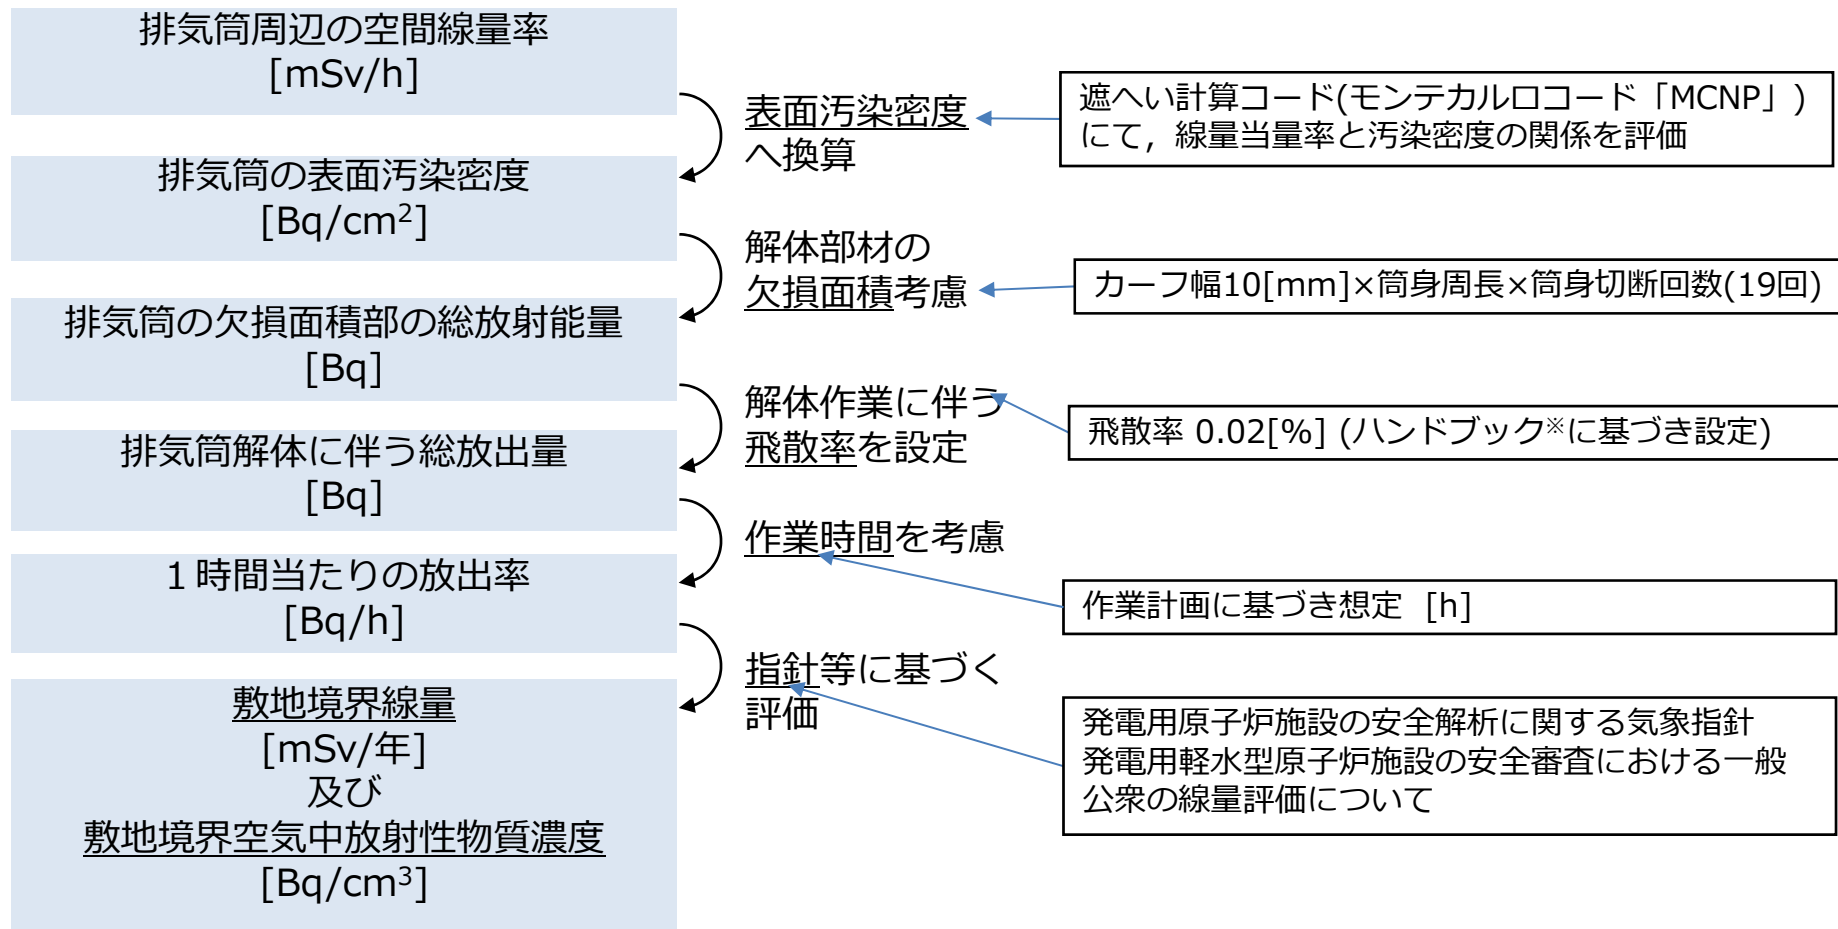 排気筒周辺の空間線量率
[mSv/h]
表面汚染密度
へ換算
遮へい計算コード(モンテカルロコード「MCNP」)
にて，線量当量率と汚染密度の関係を評価
排気筒の表面汚染密度
[Bq/cm²]
解体部材の
欠損面積考慮
カーフ幅10[mm]×筒身周長×筒身切断回数(19回)
排気筒の欠損面積部の総放射能量
[Bq]
解体作業に伴う
飛散率を設定
飛散率 0.02[%] (ハンドブック※に基づき設定)
排気筒解体に伴う総放出量
[Bq]
作業時間を考慮
作業計画に基づき想定 [h]
１時間当たりの放出率
[Bq/h]
指針等に基づく
評価
発電用原子炉施設の安全解析に関する気象指針
発電用軽水型原子炉施設の安全審査における一般
公衆の線量評価について
敷地境界線量
[mSv/年]
及び
敷地境界空気中放射性物質濃度
[Bq/cm³]